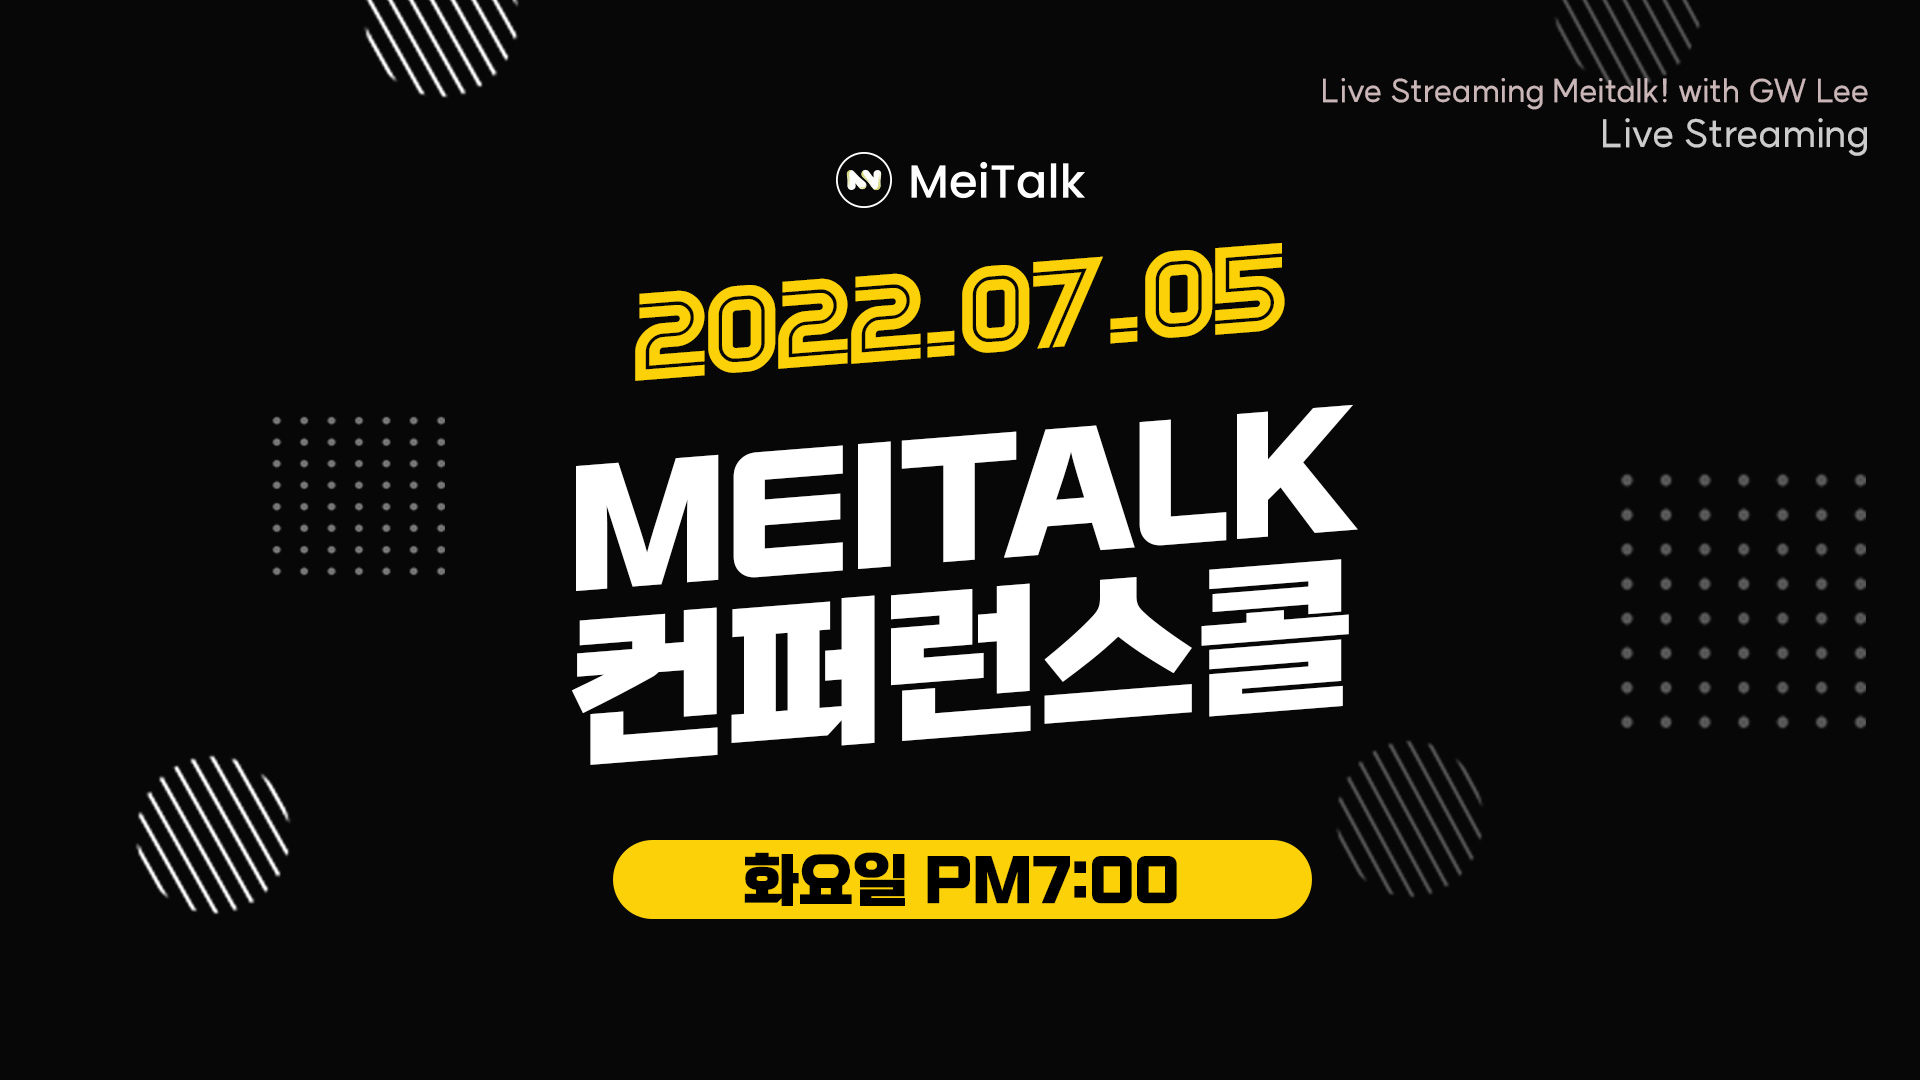 Live Streaming Meitalk! with GW Lee
Live Streaming
MeiTalk
2022.07.05
MEITALK
컨퍼런스콜
화요일 PM7:00